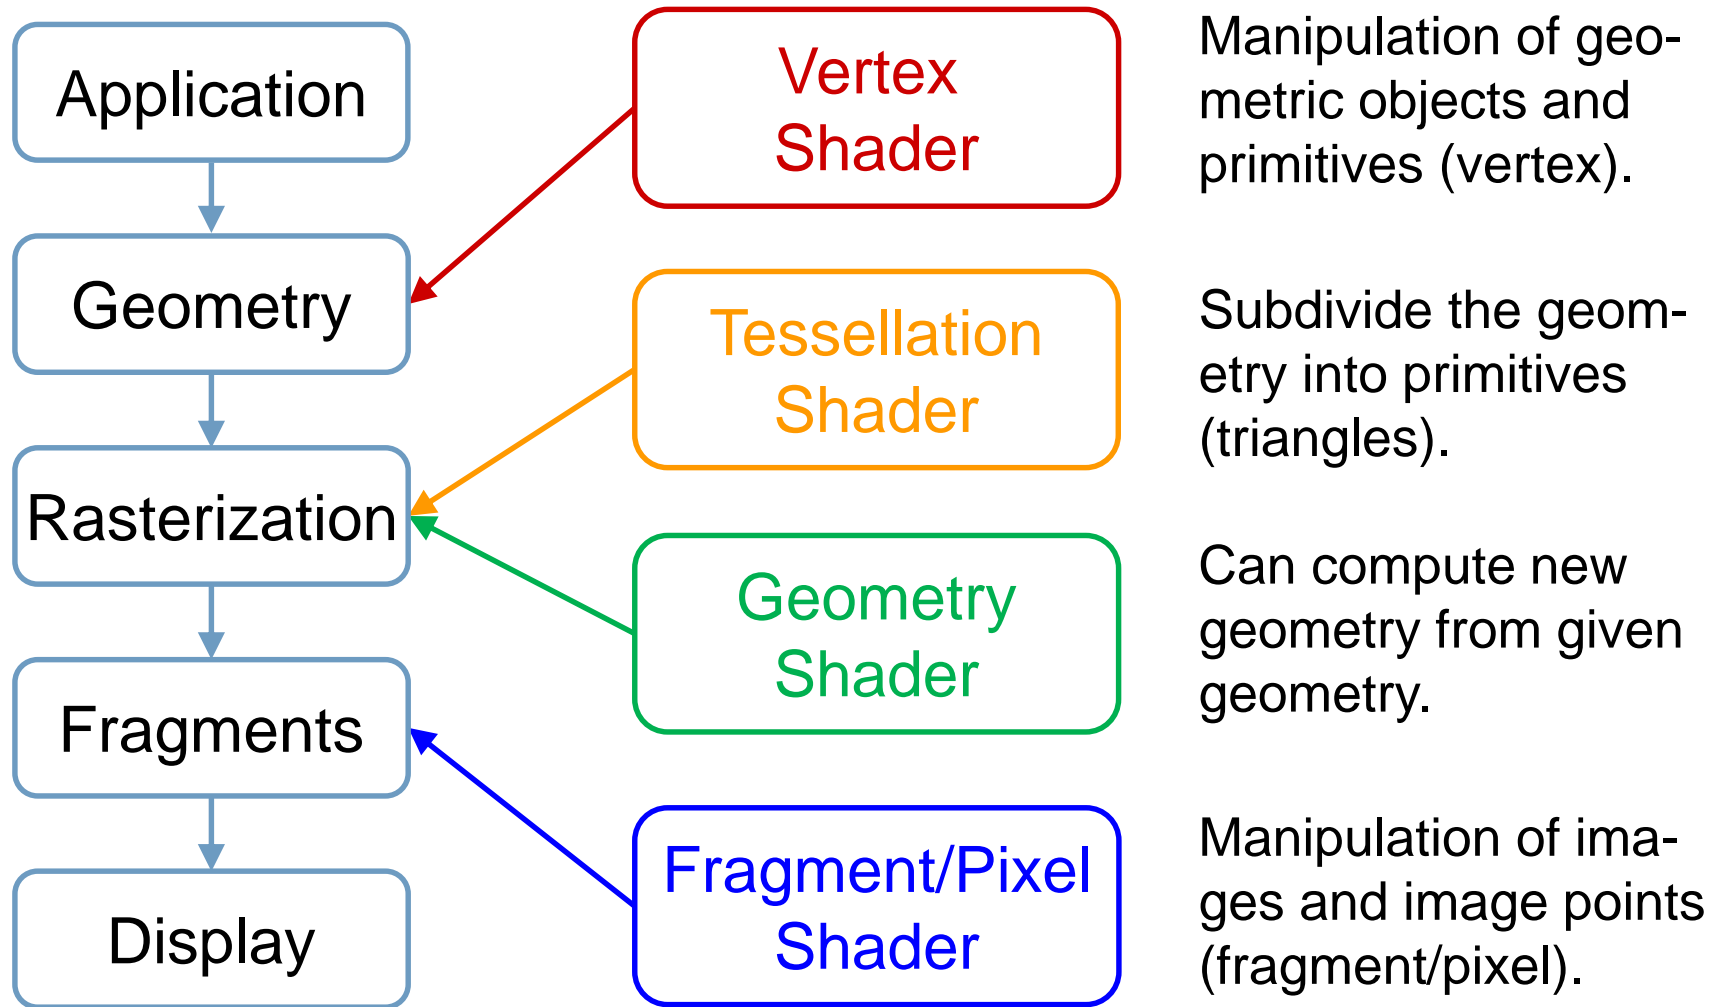 Application
Geometry
Rasterization
Fragments
Display
Vertex
Shader
Manipulation of geo-
metric objects and
primitives (vertex).
Tessellation
Shader
Subdivide the geom-
etry into primitives
(triangles).
Geometry
Shader
Can compute new
geometry from given
geometry.
Fragment/Pixel
Shader
Manipulation of ima-
ges and image points
(fragment/pixel).